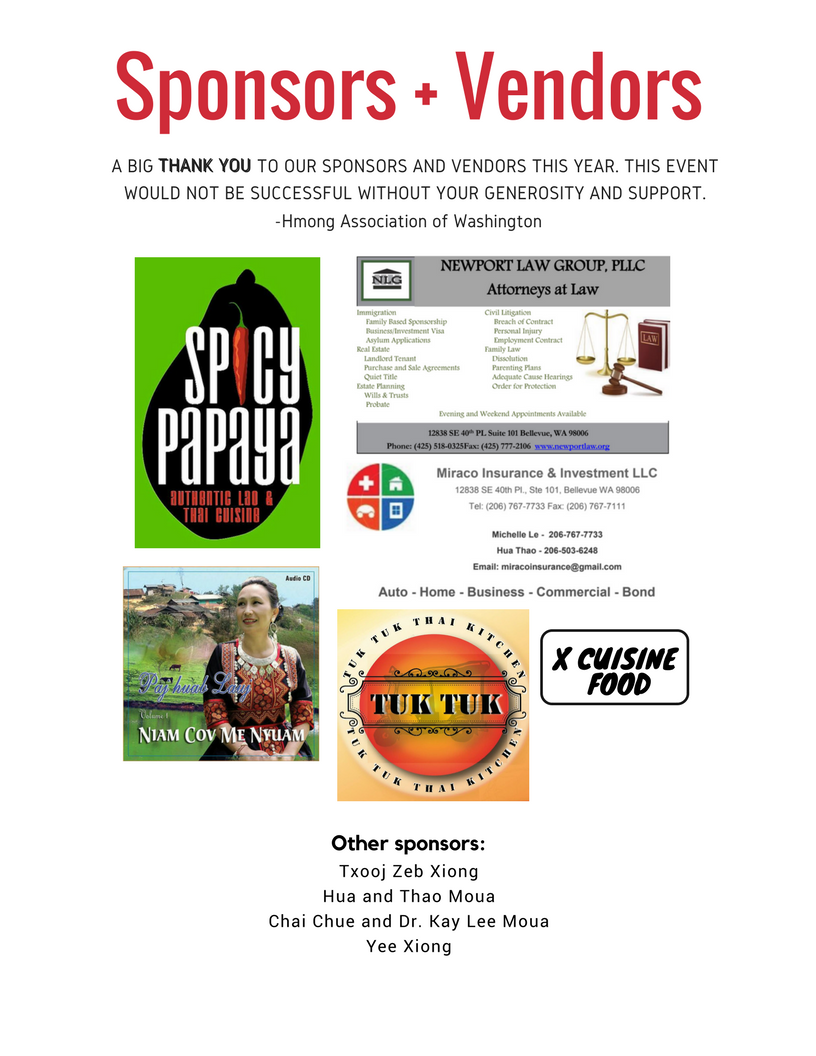 Sponsors + Vendors
A BIG THANK YOU TO OUR SPONSORS AND VENDORS THIS YEAR. THIS EVENT
WOULD NOT BE SUCCESSFUL WITHOUT YOUR GENEROSITY AND SUPPORT.
-Hmong Association of Washington
SPICY
PAPAYA
AUTHENTIC LAO &
THAI CUISINE
NLG
NEWPORT LAW GROUP, PLLC
Attorneys at Law
Immigration
Family Based Sponsorship
Business/Investment Visa
Asylum Applications
Real Estate
Landlord Tenant
Purchase and Sale Agreements
Quiet Title
Estate Planning
Wills & Trusts
Probate
Civil Litigation
Breach of Contract
Personal Injury
Employment Contract
Family Law
Dissolution
Parenting Plans
Adequate Cause Hearings
Order for Protection
LAW
Evening and Weekend Appointments Available
12838 SE 40th PL Suite 101 Bellevue, WA 98006
Phone: (425) 518-0325Fax: (425) 777-2106 www.newportlaw.org
Miraco Insurance & Investment LLC
12838 SE 40th Pl., Ste 101, Bellevue WA 98006
Tel: (206) 767-7733 Fax: (206) 767-7111
Michelle Le - 206-767-7733
Hua Thao - 206-503-6248
Email: miracoinsurance@gmail.com
Auto - Home - Business - Commercial - Bond
Audio CD
Paj huab Lauj
Volume 1
NIAM COV ME NYUAM
TUK TUK THAI KITCHEN
TUK TUK
TUK TUK THAI KITCHEN
X CUISINE
FOOD
Other sponsors:
Txooj Zeb Xiong
Hua and Thao Moua
Chai Chue and Dr. Kay Lee Moua
Yee Xiong